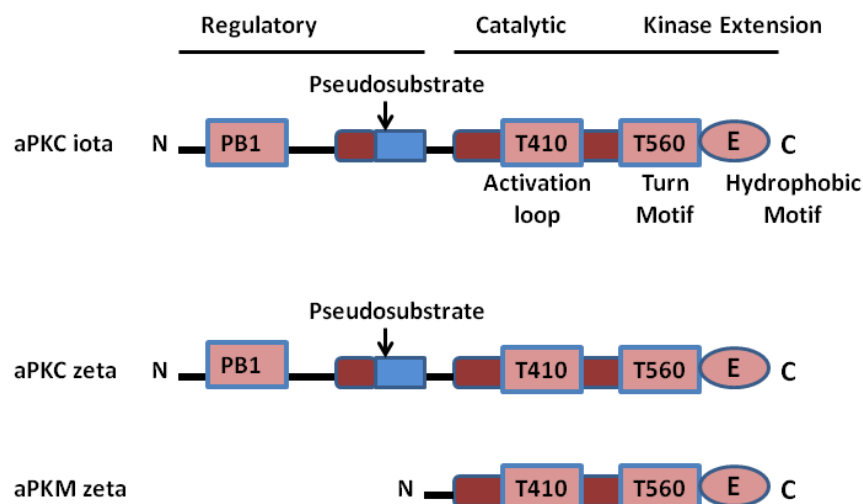 Regulatory Catalytic Kinase Extension
Pseudosubstrate
aPKC iota N PB1 T410 T560 E C
Activation loop
Turn Motif
Hydrophobic Motif
Pseudosubstrate
aPKC zeta N PB1 T410 T560 E C
aPKM zeta N T410 T560 E C